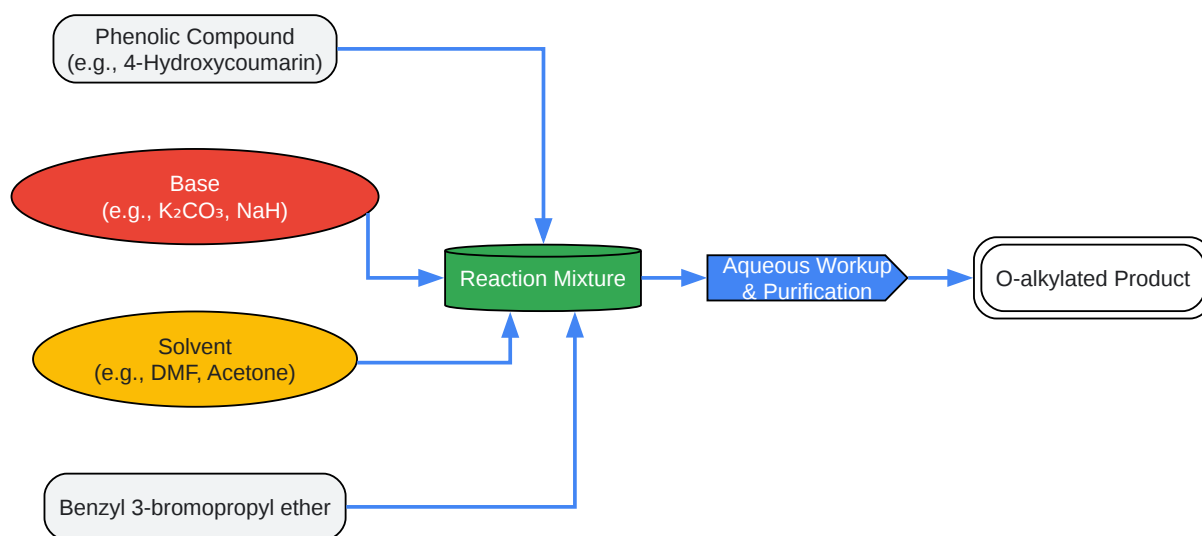 Phenolic Compound
(e.g., 4-Hydroxycoumarin)
Base
(e.g., K₂CO₃, NaH)
Solvent
(e.g., DMF, Acetone)
Benzyl 3-bromopropyl ether
Reaction Mixture
Aqueous Workup
& Purification
O-alkylated Product